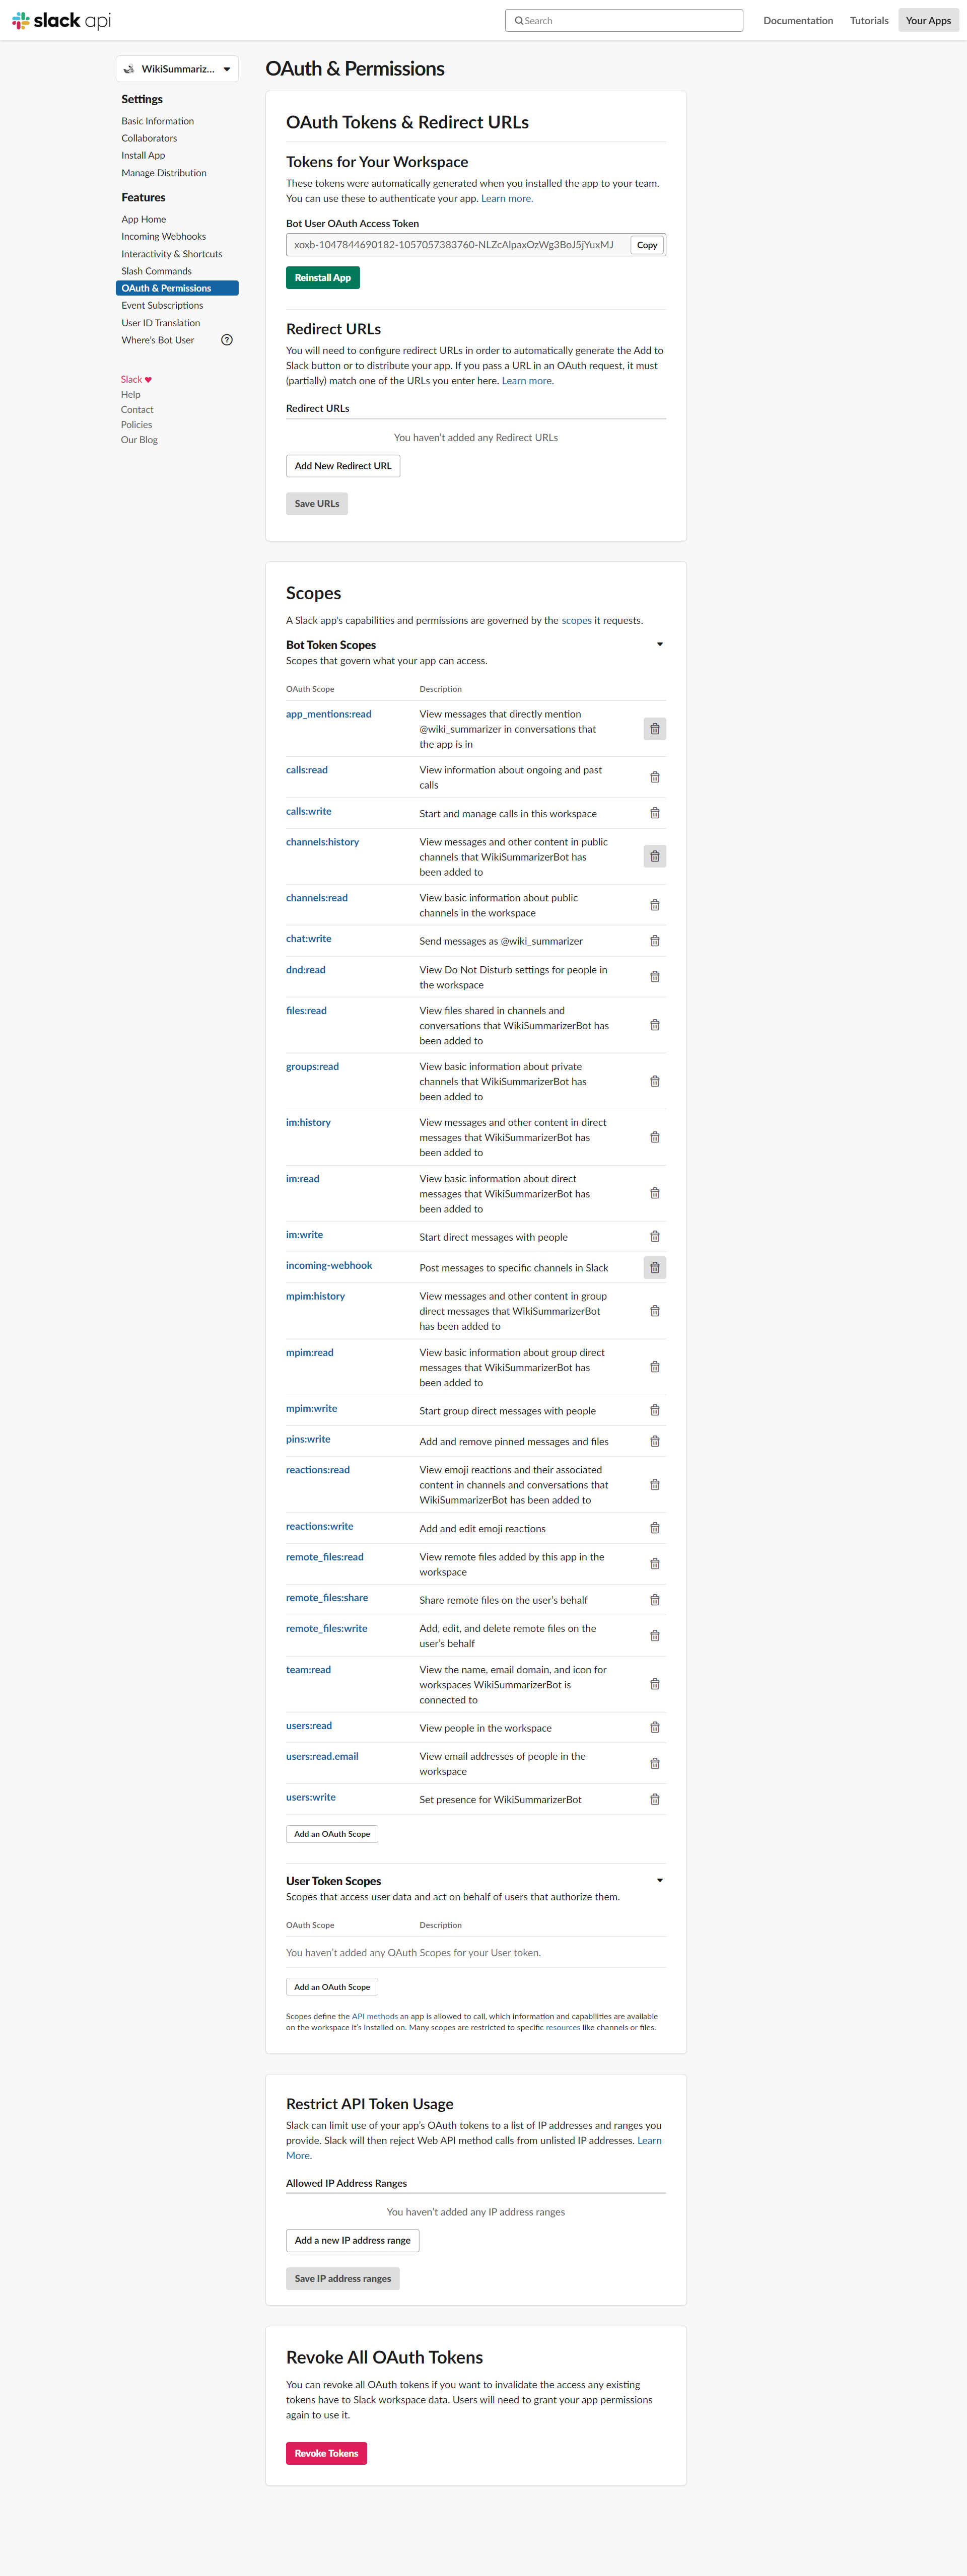 slack api
Search
Documentation
Tutorials
Your Apps
WikiSummariz...
Settings
Basic Information
Collaborators
Install App
Manage Distribution
Features
App Home
Incoming Webhooks
Interactivity & Shortcuts
Slash Commands
OAuth & Permissions
Event Subscriptions
User ID Translation
Where's Bot User
?
Slack ♥
Help
Contact
Policies
Our Blog
OAuth & Permissions
OAuth Tokens & Redirect URLs
Tokens for Your Workspace
These tokens were automatically generated when you installed the app to your team.
You can use these to authenticate your app. Learn more.
Bot User OAuth Access Token
xoxb-1047844690182-1057057383760-NLZcAlpaxOzWg3BoJ5jYuxMJ
Copy
Reinstall App
Redirect URLs
You will need to configure redirect URLs in order to automatically generate the Add to
Slack button or to distribute your app. If you pass a URL in an OAuth request, it must
(partially) match one of the URLs you enter here. Learn more.
Redirect URLs
You haven't added any Redirect URLs
Add New Redirect URL
Save URLs
Scopes
A Slack app's capabilities and permissions are governed by the scopes it requests.
Bot Token Scopes
Scopes that govern what your app can access.
OAuth Scope Description
app_mentions:read View messages that directly mention
@wiki_summarizer in conversations that
the app is in
calls:read View information about ongoing and past
calls
calls:write Start and manage calls in this workspace
channels:history View messages and other content in public
channels that WikiSummarizerBot has
been added to
channels:read View basic information about public
channels in the workspace
chat:write Send messages as @wiki_summarizer
dnd:read View Do Not Disturb settings for people in
the workspace
files:read View files shared in channels and
conversations that WikiSummarizerBot has
been added to
groups:read View basic information about private
channels that WikiSummarizerBot has
been added to
im:history View messages and other content in direct
messages that WikiSummarizerBot has
been added to
im:read View basic information about direct
messages that WikiSummarizerBot has
been added to
im:write Start direct messages with people
incoming-webhook Post messages to specific channels in Slack
mpim:history View messages and other content in group
direct messages that WikiSummarizerBot
has been added to
mpim:read View basic information about group direct
messages that WikiSummarizerBot has
been added to
mpim:write Start group direct messages with people
pins:write Add and remove pinned messages and files
reactions:read View emoji reactions and their associated
content in channels and conversations that
WikiSummarizerBot has been added to
reactions:write Add and edit emoji reactions
remote_files:read View remote files added by this app in the
workspace
remote_files:share Share remote files on the user's behalf
remote_files:write Add, edit, and delete remote files on the
user's behalf
team:read View the name, email domain, and icon for
workspaces WikiSummarizerBot is
connected to
users:read View people in the workspace
users:read.email View email addresses of people in the
workspace
users:write Set presence for WikiSummarizerBot
Add an OAuth Scope
User Token Scopes
Scopes that access user data and act on behalf of users that authorize them.
OAuth Scope Description
You haven't added any OAuth Scopes for your User token.
Add an OAuth Scope
Scopes define the API methods an app is allowed to call, which information and capabilities are available
on the workspace it's installed on. Many scopes are restricted to specific resources like channels or files.
Restrict API Token Usage
Slack can limit use of your app's OAuth tokens to a list of IP addresses and ranges you
provide. Slack will then reject Web API method calls from unlisted IP addresses. Learn
More.
Allowed IP Address Ranges
You haven't added any IP address ranges
Add a new IP address range
Save IP address ranges
Revoke All OAuth Tokens
You can revoke all OAuth tokens if you want to invalidate the access any existing
tokens have to Slack workspace data. Users will need to grant your app permissions
again to use it.
Revoke Tokens